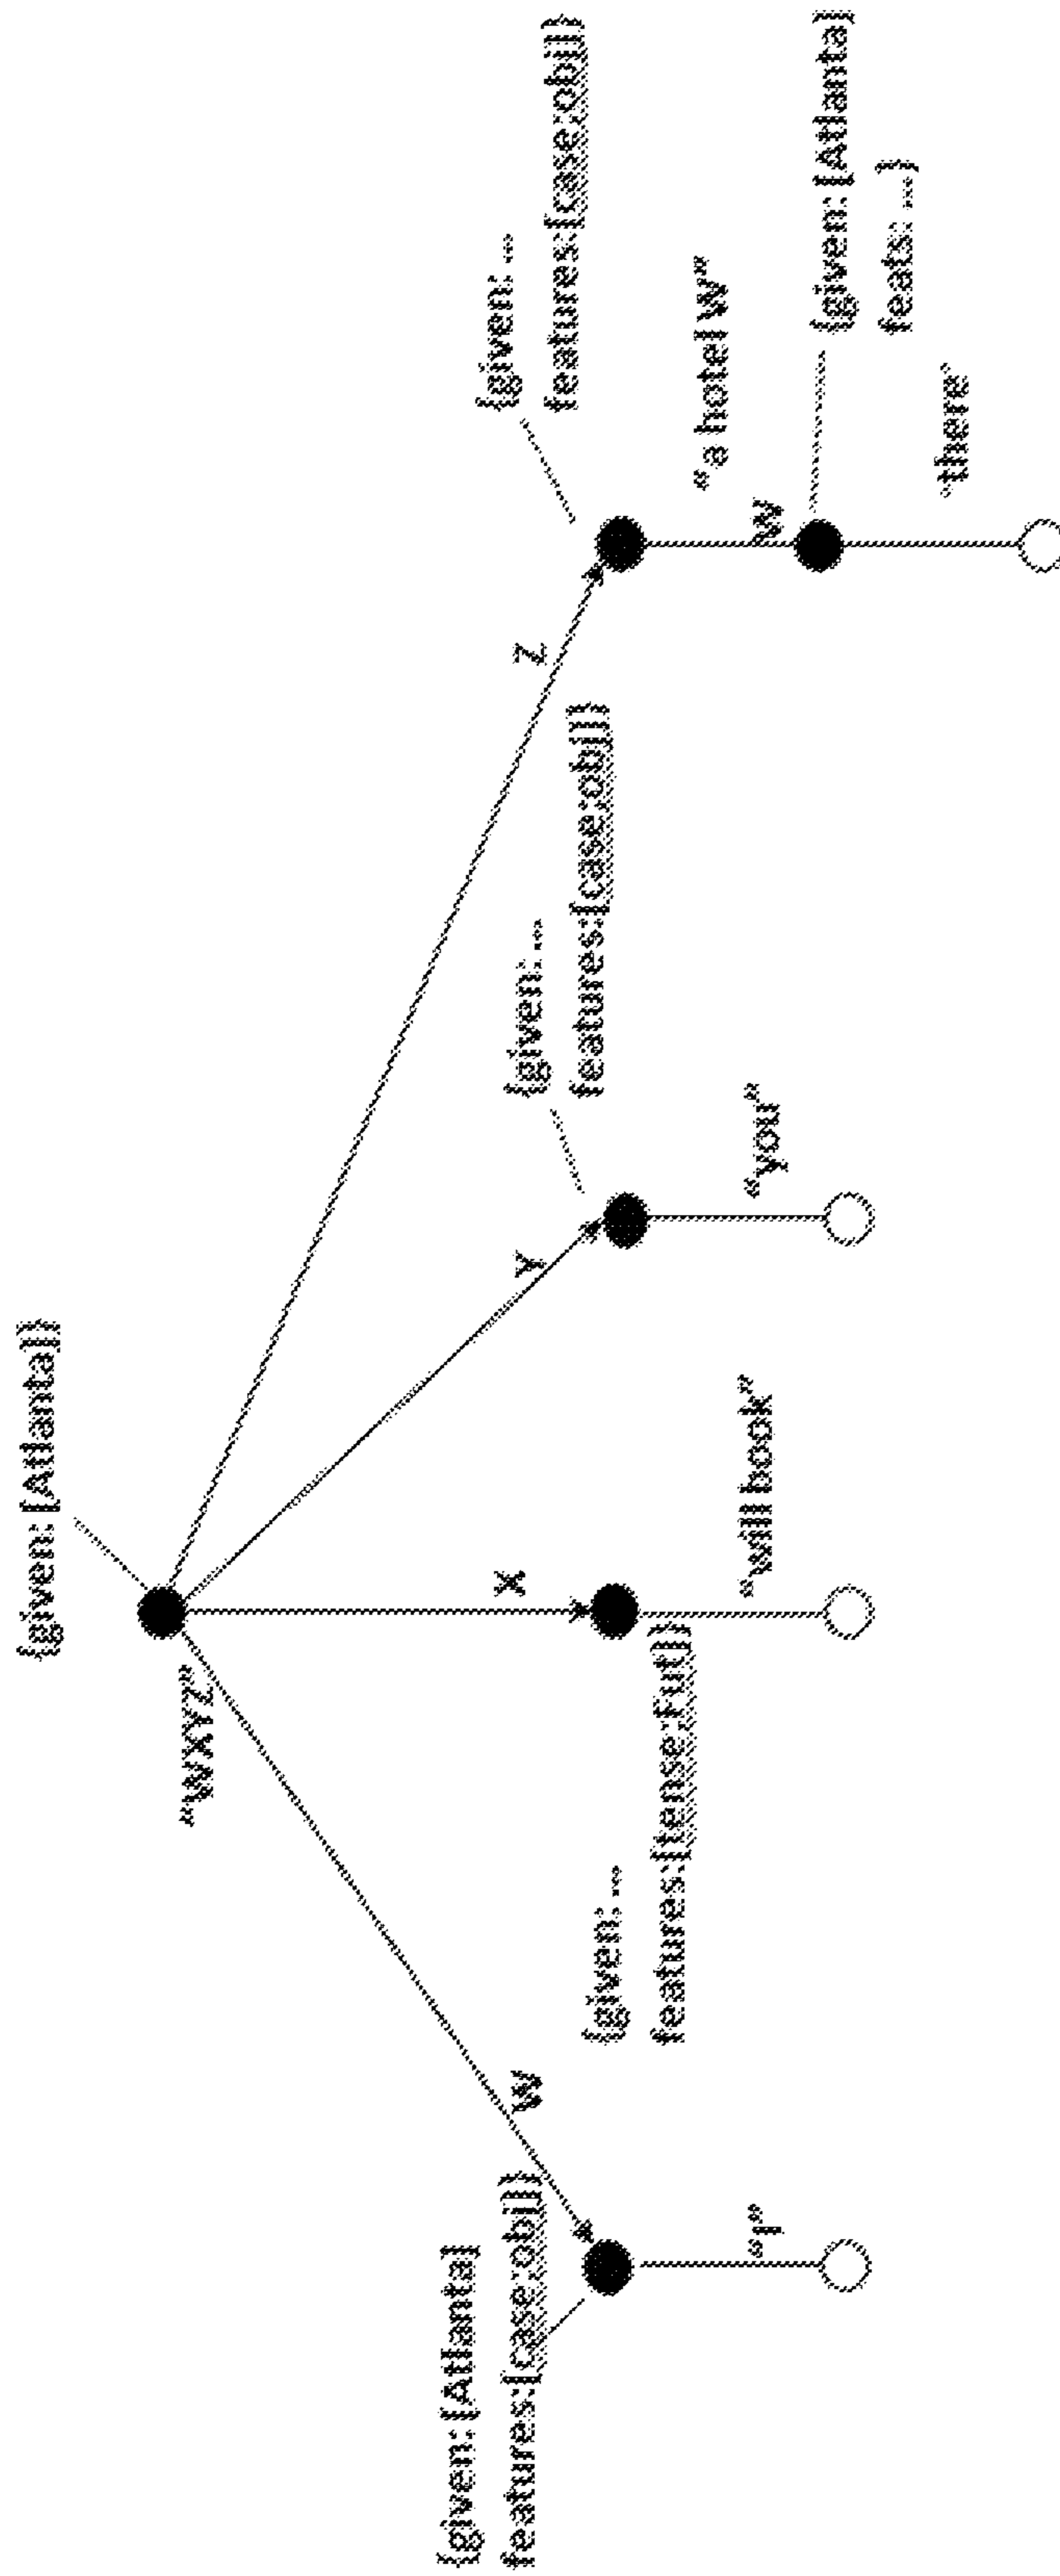 {given: [Atlanta]}
"WXYZ"
{given: [Atlanta]
features:[case:obj]}
W
{given: ...
features:[tense:Fut]}
X
Y
{given: ...
features:[case:obj]}
Z
{given: ...
features:[case:obj]}
"I"
"will book"
"you"
"a hotel W"
W
{given: [Atlanta]
feats: ...}
"there"